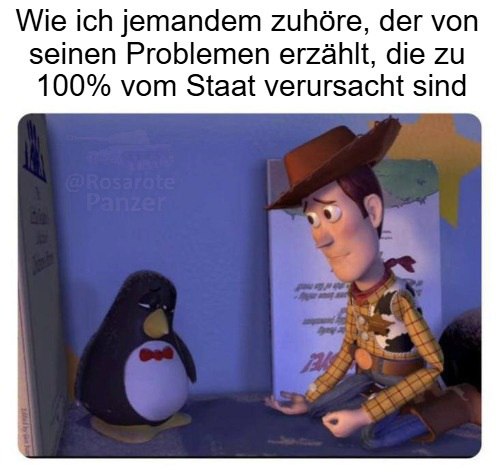 Wie ich jemandem zuhöre, der von
seinen Problemen erzählt, die zu
100% vom Staat verursacht sind
@Rosarote
Panzer